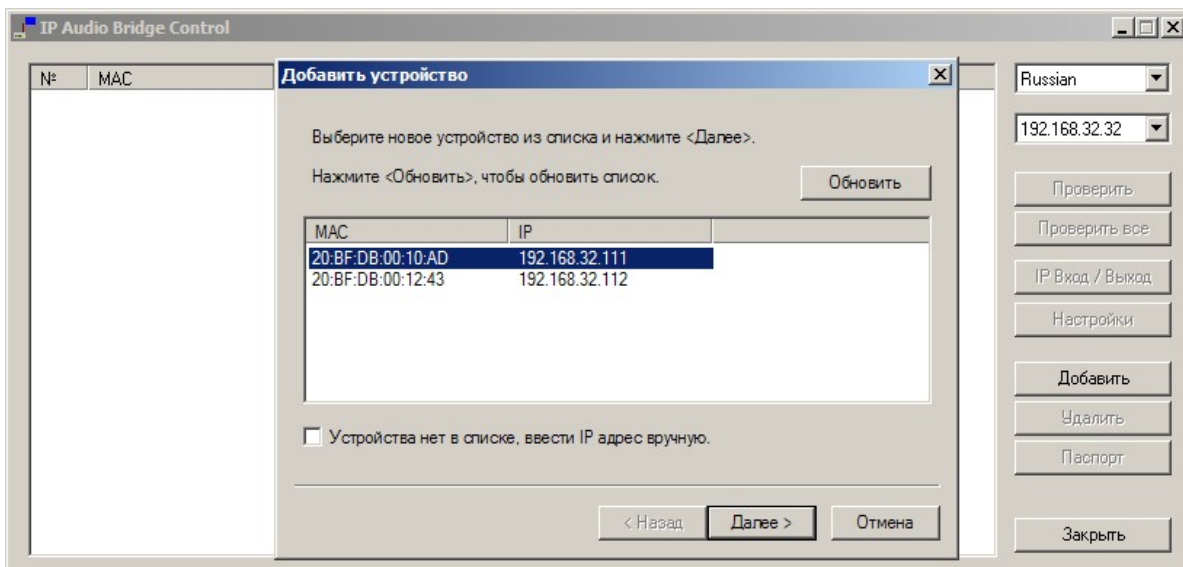 IP Audio Bridge Control
№ MAC
Добавить устройство
Выберите новое устройство из списка и нажмите <Далее>.
Нажмите <Обновить>, чтобы обновить список.
Обновить
MAC IP
20:BF:DB:00:10:AD 192.168.32.111
20:BF:DB:00:12:43 192.168.32.112
Устройства нет в списке, ввести IP адрес вручную.
< Назад
Далее >
Отмена
Russian
192.168.32.32
Проверить
Проверить все
IP Вход / Выход
Настройки
Добавить
Удалить
Паспорт
Закрыть